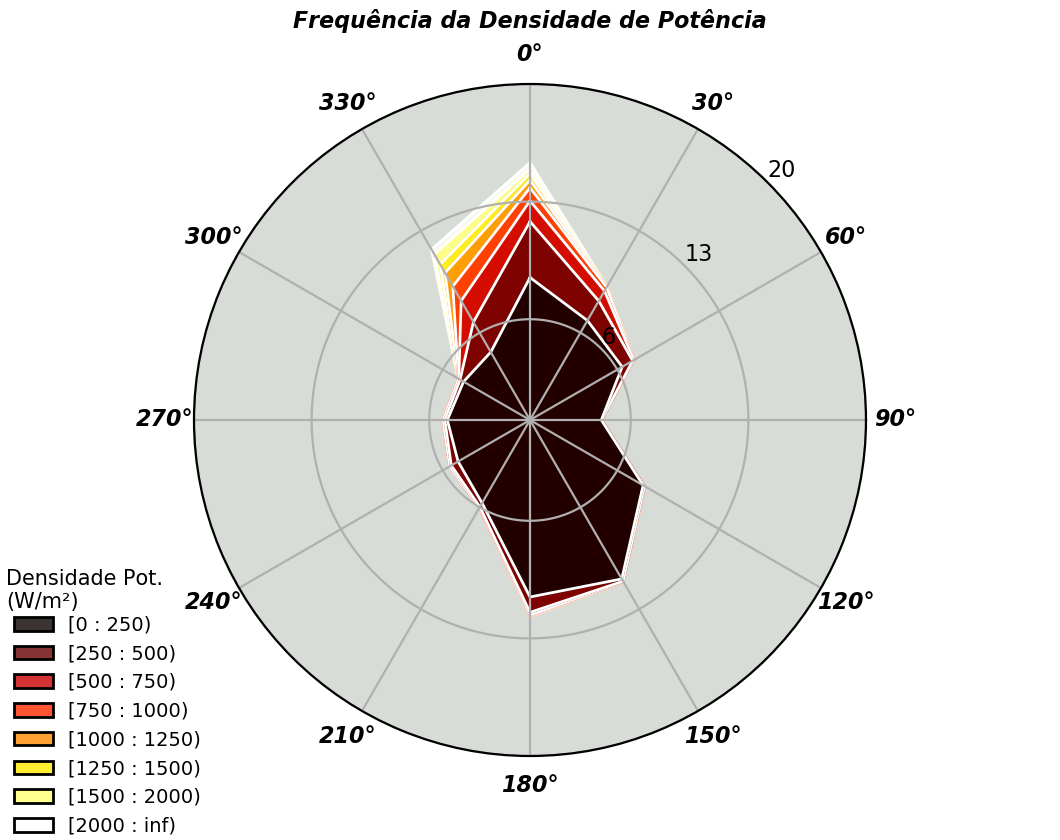 Frequência da Densidade de Potência
0°
330°
30°
20
300°
60°
13
6
270°
90°
240°
120°
210°
150°
180°
Densidade Pot.
(W/m²)
[0 : 250)
[250 : 500)
[500 : 750)
[750 : 1000)
[1000 : 1250)
[1250 : 1500)
[1500 : 2000)
[2000 : inf)